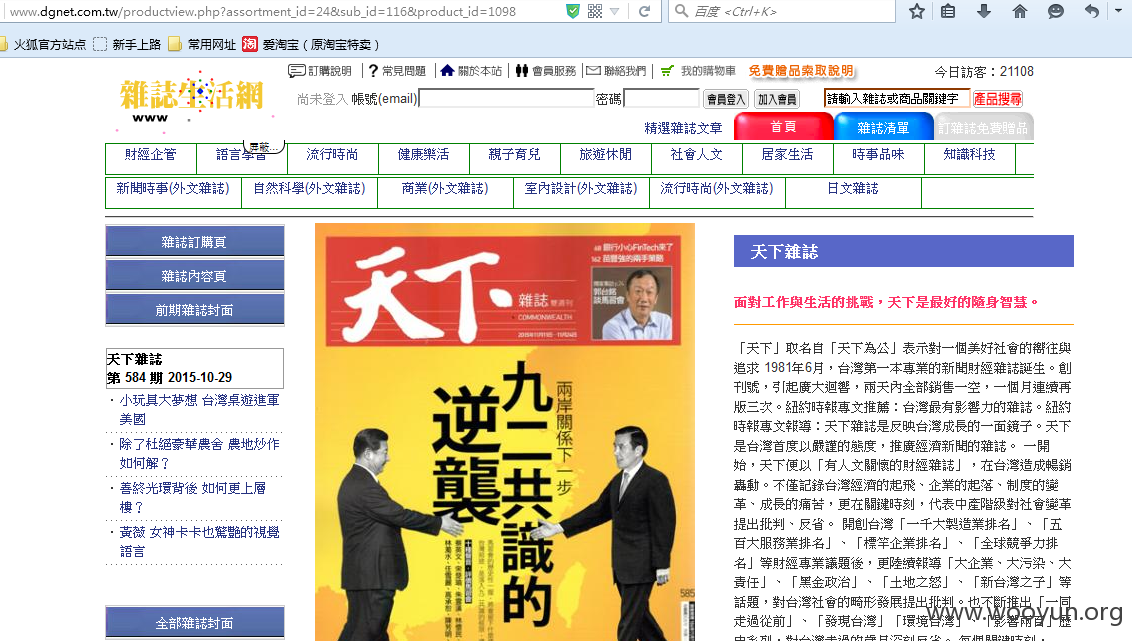 www.dgnet.com.tw/productview.php?assortment_id=24&sub_id=116&product_id=1098
百度 <Ctrl+K>
火狐官方站点 新手上路 常用网址 淘 爱淘宝（原淘宝特卖）
雜誌生活網
www
訂購說明 常見問題 關於本站 會員服務 聯絡我們 我的購物車 免費贈品索取說明 今日訪客：21108
尚未登入 帳號(email) 密碼 會員登入 加入會員 請輸入雜誌或商品關鍵字 產品搜尋
精選雜誌文章 首頁 雜誌清單 訂雜誌免費贈品
屏蔽...
財經企管 語言學習 流行時尚 健康樂活 親子育兒 旅遊休閒 社會人文 居家生活 時事品味 知識科技
新聞時事(外文雜誌) 自然科學(外文雜誌) 商業(外文雜誌) 室內設計(外文雜誌) 流行時尚(外文雜誌) 日文雜誌
雜誌訂購頁
雜誌內容頁
前期雜誌封面
天下雜誌
第 584 期 2015-10-29
‧小玩具大夢想 台灣桌遊進軍
美國
‧除了杜絕豪華農舍 農地炒作
如何解？
‧善終光環背後 如何更上層
樓？
‧黃薇 女神卡卡也驚艷的視覺
語言
全部雜誌封面
68 銀行小心FinTech來了
162 苗豐強的兩手策略
天下
雜誌 雙週刊
COMMONWEALTH
郭台銘
談馬習會
九二共識的
逆襲
兩岸關係下一步
585
天下雜誌
面對工作與生活的挑戰，天下是最好的隨身智慧。
「天下」取名自「天下為公」表示對一個美好社會的嚮往與
追求 1981年6月，台灣第一本專業的新聞財經雜誌誕生。創
刊號，引起廣大迴響，兩天內全部銷售一空，一個月連續再
版三次。紐約時報專文推薦：台灣最有影響力的雜誌。紐約
時報專文報導：天下雜誌是反映台灣成長的一面鏡子。天下
是台灣首度以嚴謹的態度，推廣經濟新聞的雜誌。 一開
始，天下便以「有人文關懷的財經雜誌」，在台灣造成暢銷
轟動。不僅記錄台灣經濟的起飛、企業的起落、制度的變
革、成長的痛苦，更在關鍵時刻，代表中產階級對社會變革
提出批判、反省。 開創台灣「一千大製造業排名」、「五
百大服務業排名」、「標竿企業排名」、「全球競爭力排
名」等財經專業議題後，更陸續報導「大企業、大污染、大
責任」、「黑金政治」、「土地之怒」、「新台灣之子」等
話題，對台灣社會的畸形發展提出批判。也不斷推出「一同
走過從前」、「發現台灣」、「環境台灣」、「影響兩百」歷
www.wooyun.org